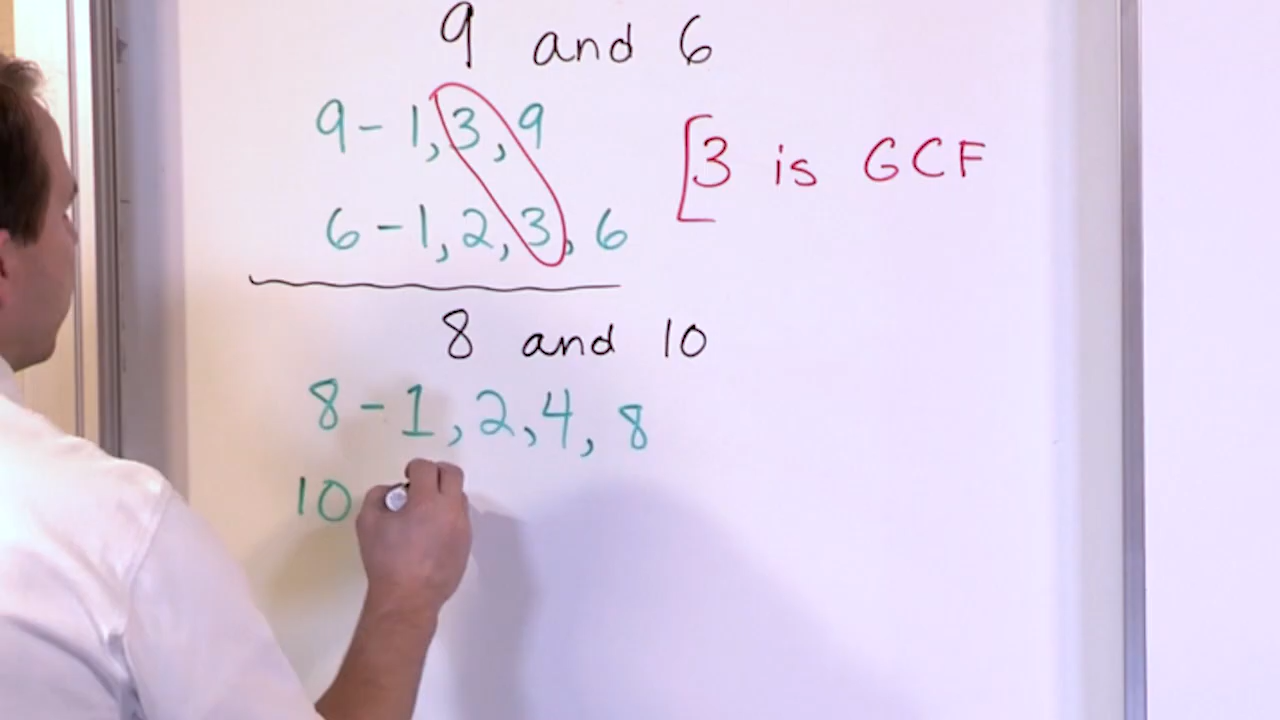 9 and 6
9 - 1, 3, 9
[3 is GCF
6 - 1, 2, 3, 6
8 and 10
8 - 1, 2, 4, 8
10